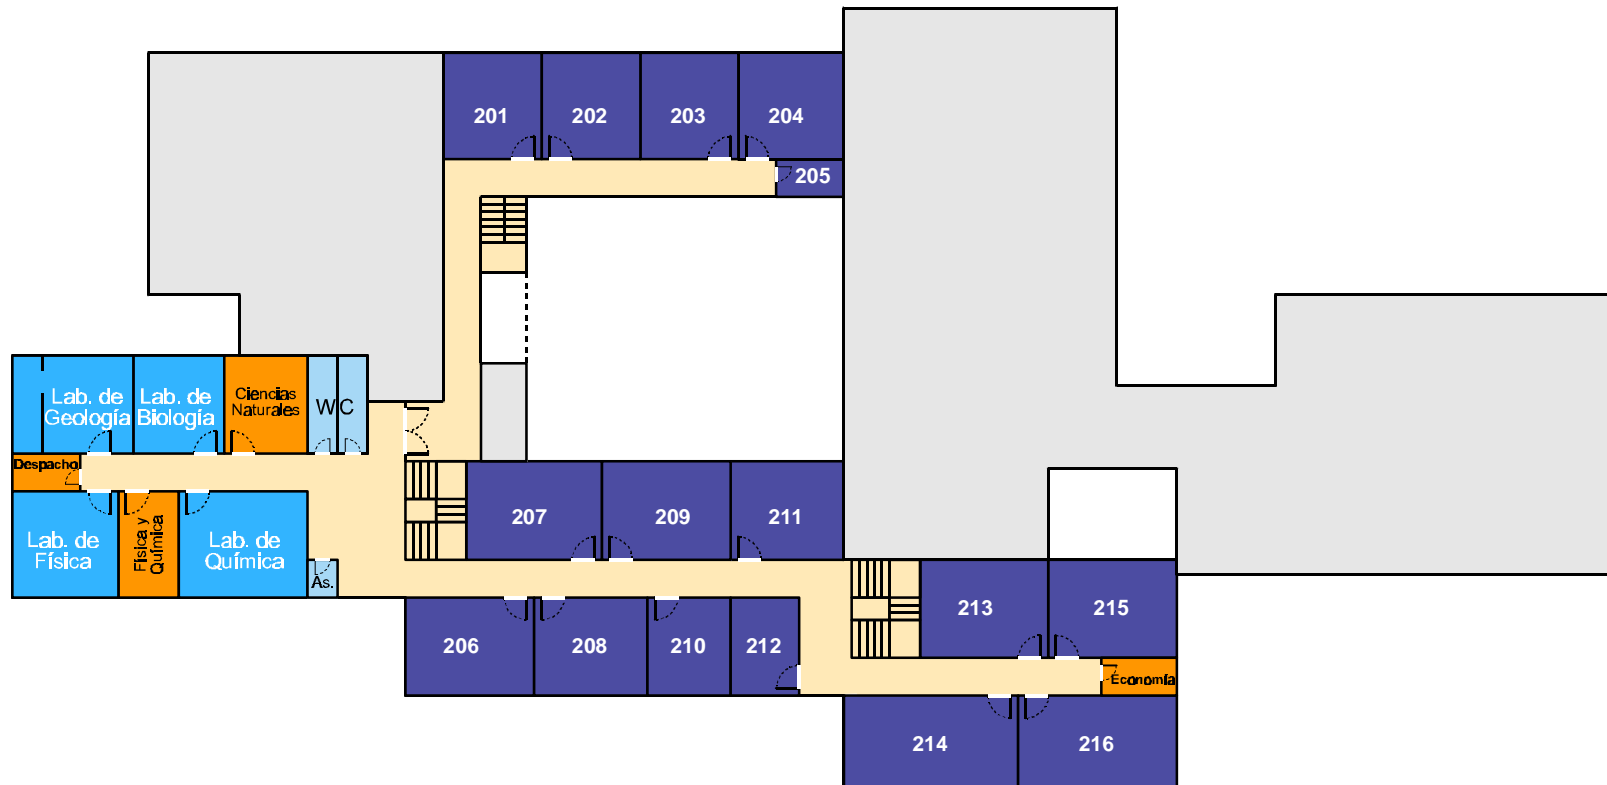 201
202
203
204
205
Lab. de
Geología
Lab. de
Biología
Ciencias
Naturales
W C
Despacho
Lab. de
Física
Física y
Química
Lab. de
Química
As.
207
209
211
206
208
210
212
213
215
Economía
214
216